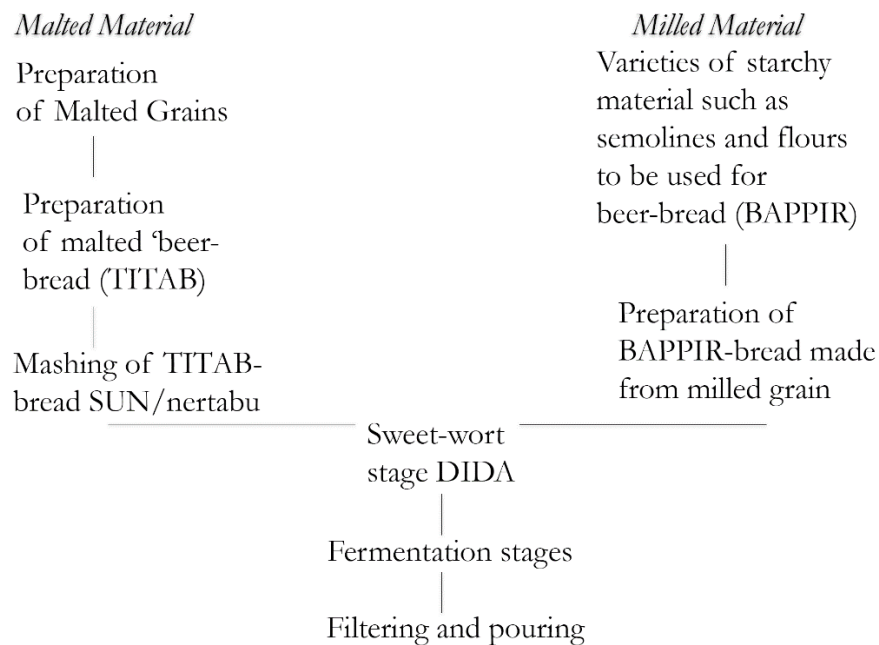 Malted Material
Preparation
of Malted Grains
Preparation
of malted ‘beer-
bread (TITAB)
Mashing of TITAB-
bread SUN/nertabu
Milled Material
Varieties of starchy
material such as
semolines and flours
to be used for
beer-bread (BAPPIR)
Preparation of
BAPPIR-bread made
from milled grain
Sweet-wort
stage DIDA
Fermentation stages
Filtering and pouring